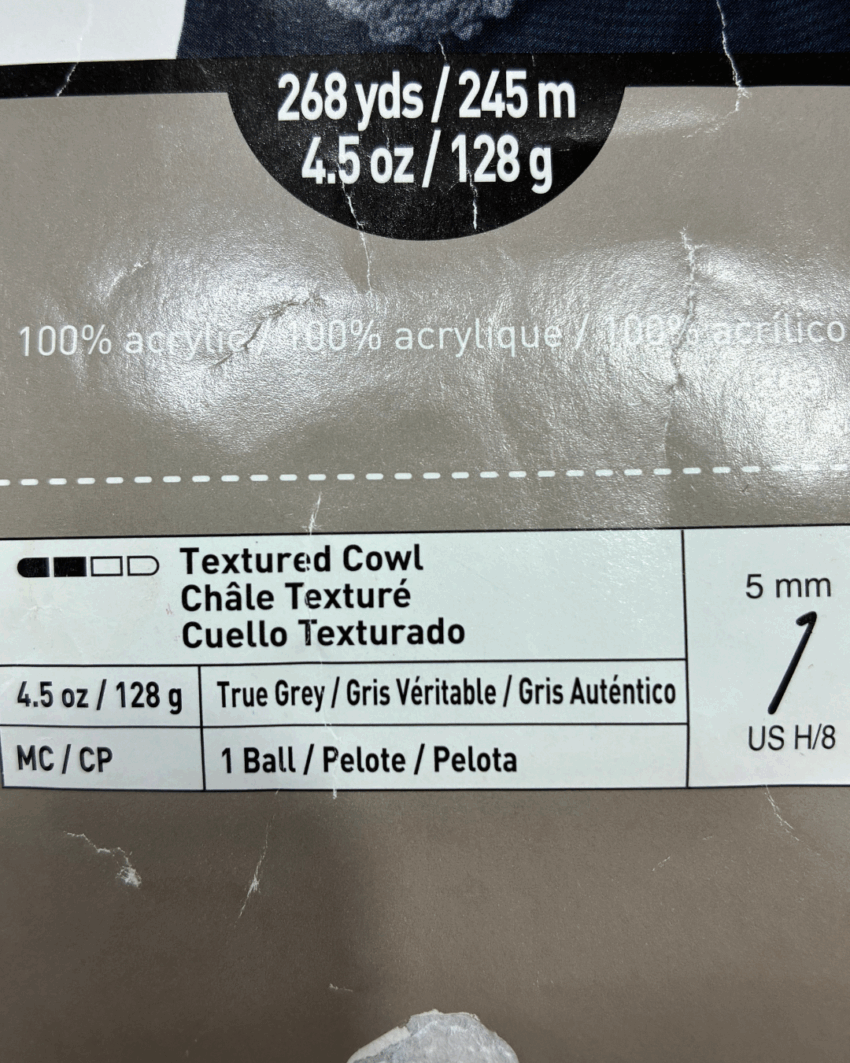 268 yds / 245 m
4.5 oz / 128 g
100% acrylic / 100% acrylique / 100% acrílico
Textured Cowl
Châle Texturé
Cuello Texturado
5 mm
US H/8
4.5 oz / 128 g True Grey / Gris Véritable / Gris Auténtico
MC / CP 1 Ball / Pelote / Pelota